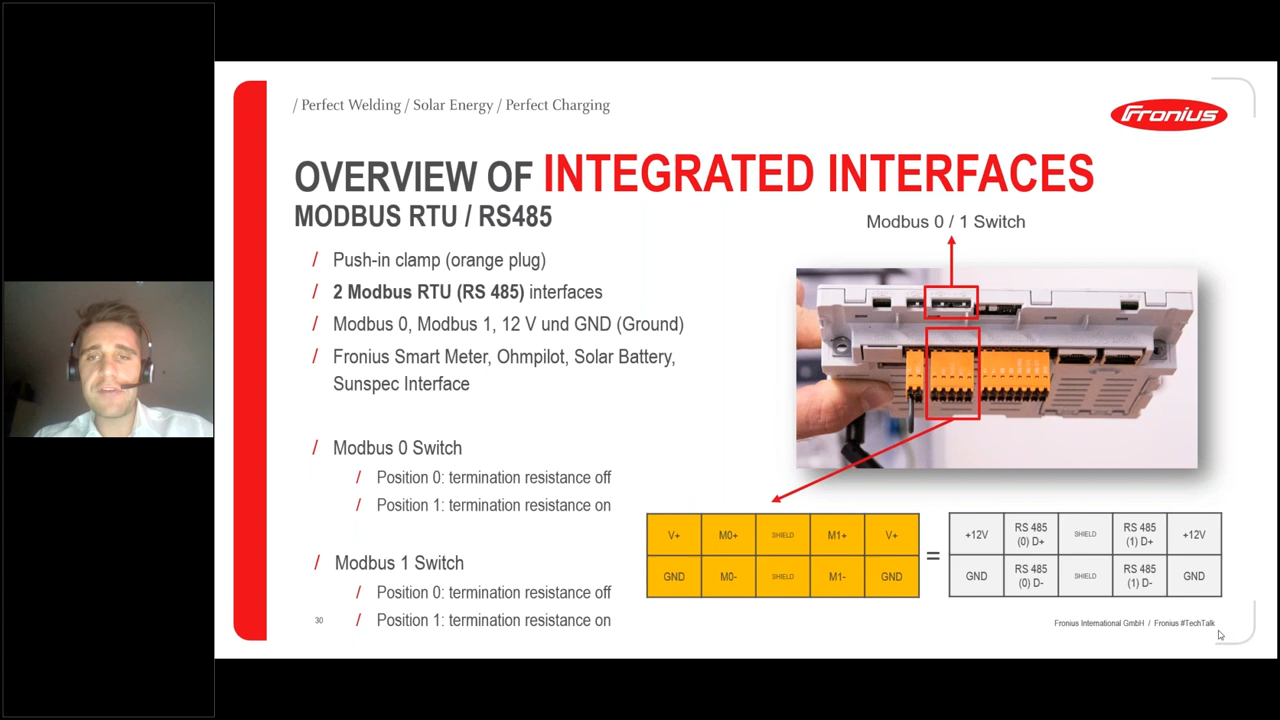 / Perfect Welding / Solar Energy / Perfect Charging
Fronius
OVERVIEW OF INTEGRATED INTERFACES
MODBUS RTU / RS485
/ Push-in clamp (orange plug)
/ 2 Modbus RTU (RS 485) interfaces
/ Modbus 0, Modbus 1, 12 V und GND (Ground)
/ Fronius Smart Meter, Ohmpilot, Solar Battery,
Sunspec Interface
/ Modbus 0 Switch
/ Position 0: termination resistance off
/ Position 1: termination resistance on
/ Modbus 1 Switch
/ Position 0: termination resistance off
/ Position 1: termination resistance on
Modbus 0 / 1 Switch
V+ M0+ SHIELD M1+ V+
GND M0- SHIELD M1- GND
=
+12V RS 485 (0) D+ SHIELD RS 485 (1) D+ +12V
GND RS 485 (0) D- SHIELD RS 485 (1) D- GND
30
Fronius International GmbH / Fronius #TechTalk